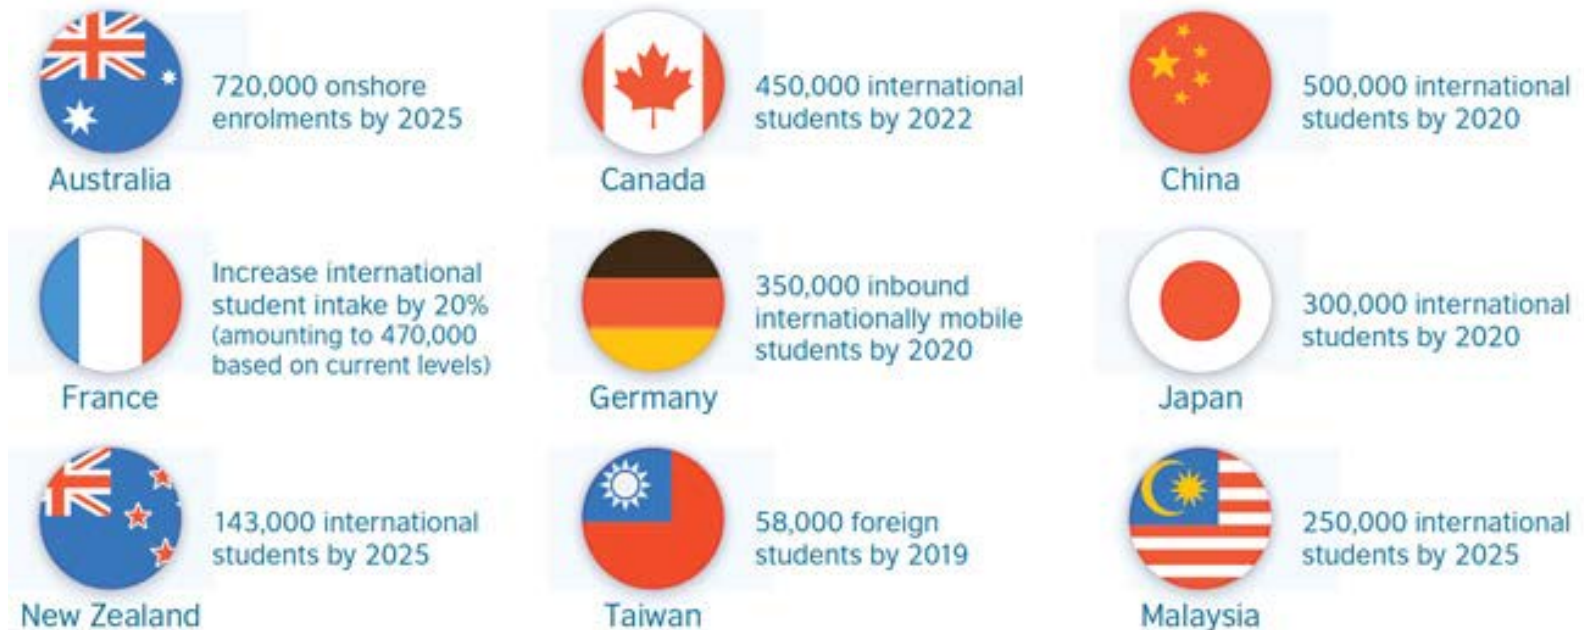 720,000 onshore
enrolments by 2025
Australia
450,000 international
students by 2022
Canada
500,000 international
students by 2020
China
Increase international
student intake by 20%
(amounting to 470,000
based on current levels)
France
350,000 inbound
internationally mobile
students by 2020
Germany
300,000 international
students by 2020
Japan
143,000 international
students by 2025
New Zealand
58,000 foreign
students by 2019
Taiwan
250,000 international
students by 2025
Malaysia